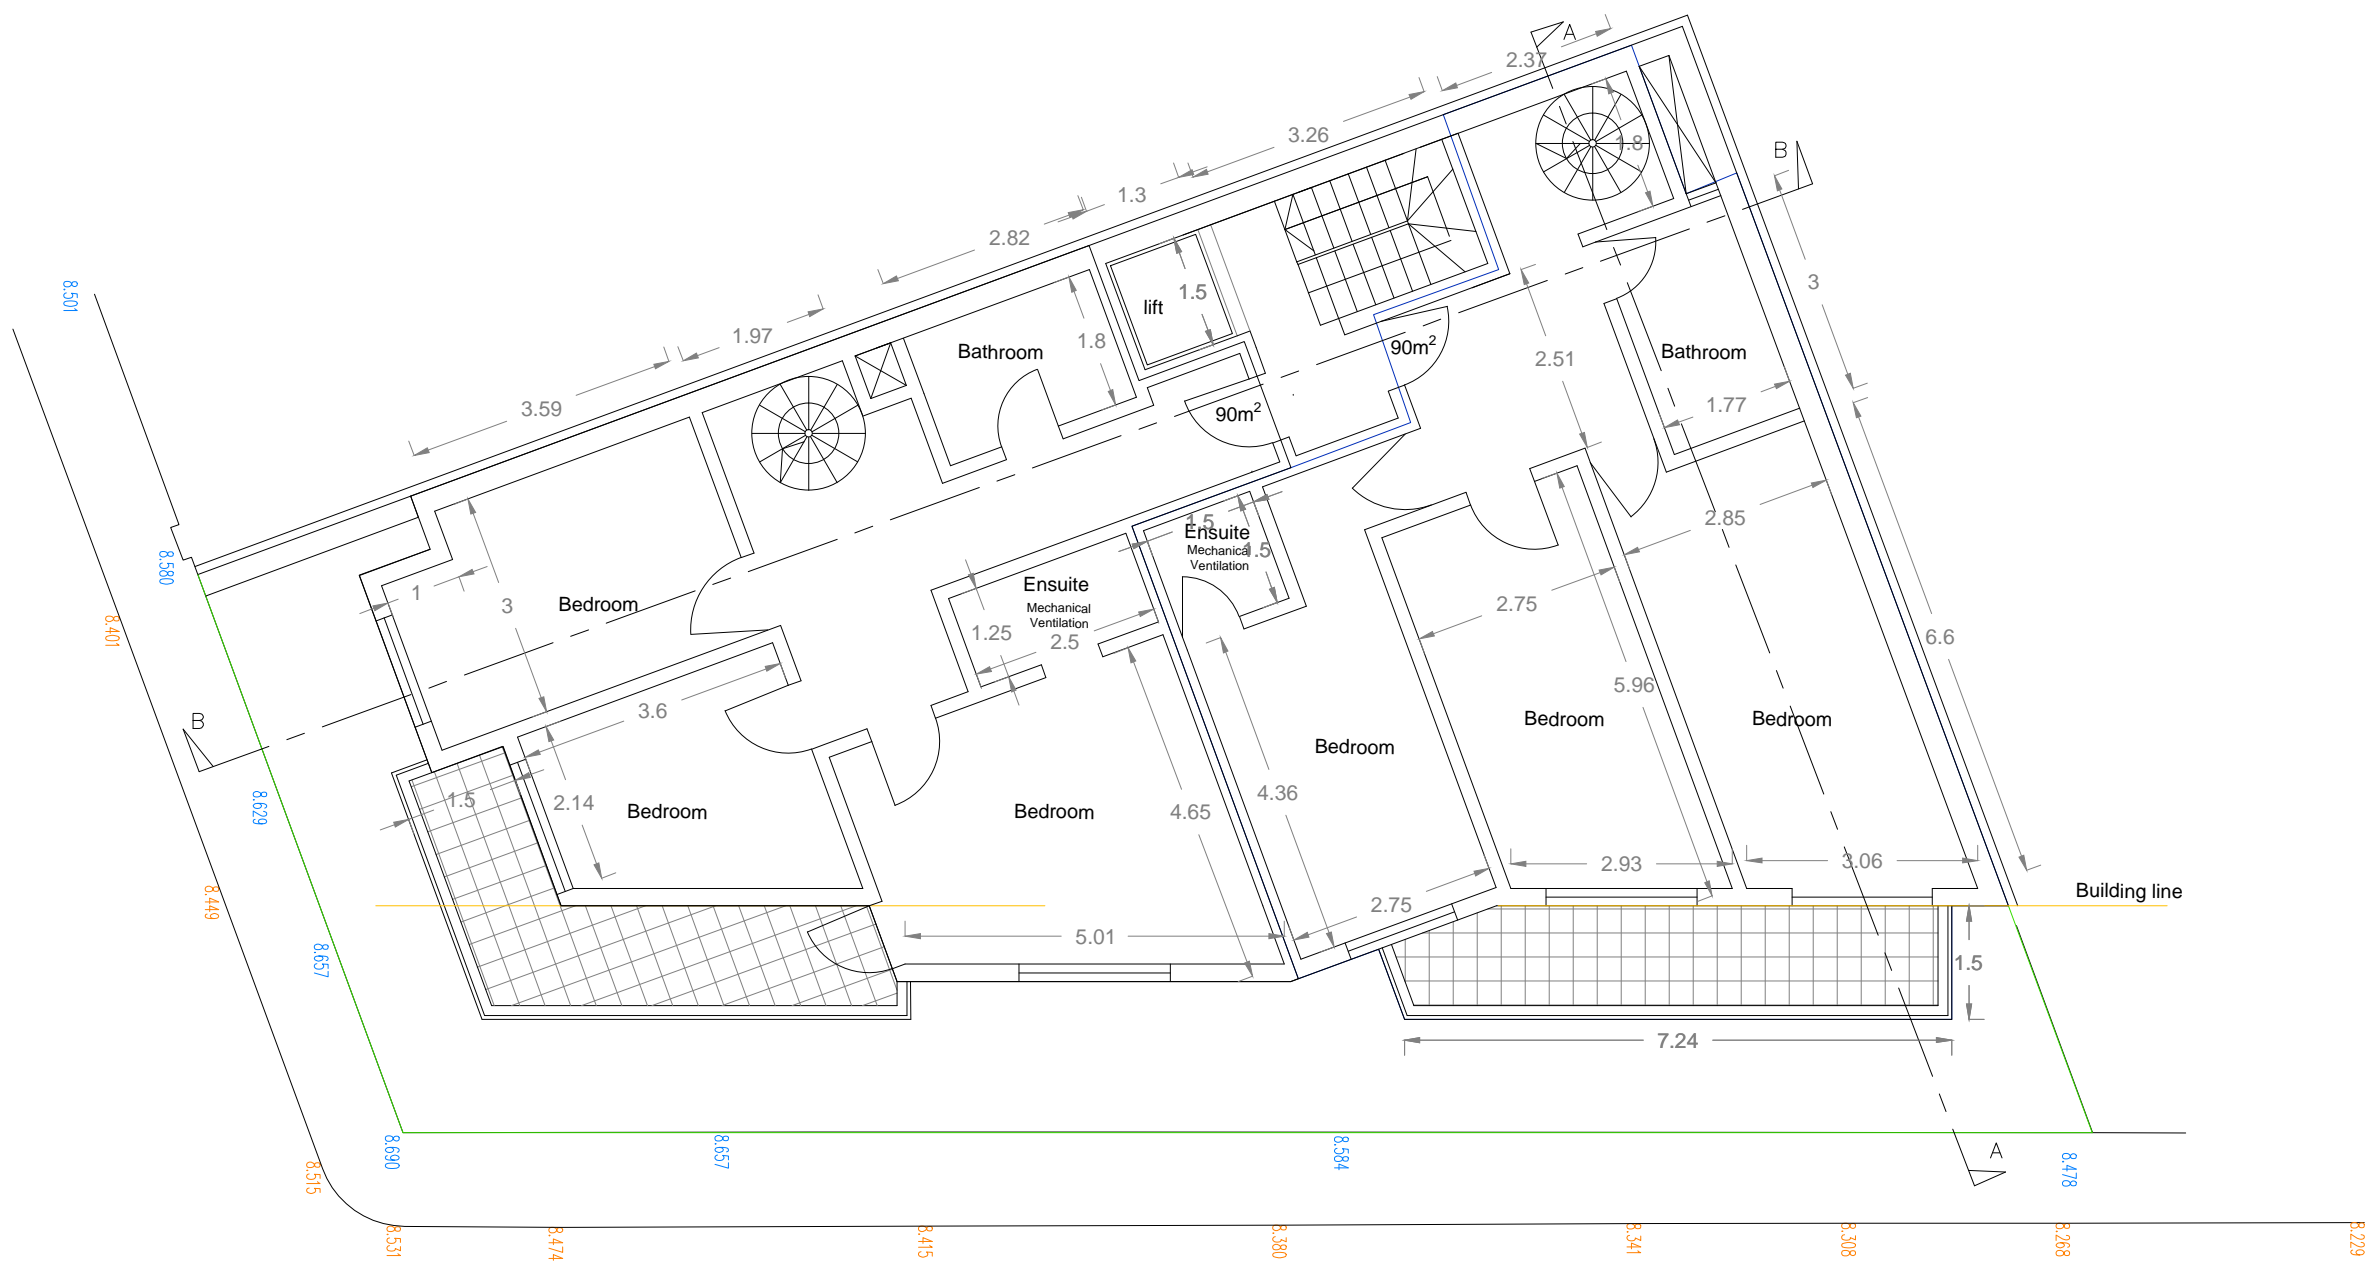 A
2.37
3.26
1.8
B
1.3
2.82
3
8.501
1.5
lift
1.97
1.8
Bathroom
90m²
2.51
Bathroom
3.59
90m²
1.77
8.580
1.5
2.85
Ensuite
Mechanical
Ventilation
1.5
1
3
Bedroom
Ensuite
Mechanical
Ventilation
1.25
2.5
2.75
8.401
6.6
B
3.6
5.96
Bedroom
Bedroom
Bedroom
1.5
2.14
Bedroom
Bedroom
4.65
4.36
8.629
2.93
3.06
Building line
8.449
2.75
5.01
8.657
1.5
7.24
8.690
8.657
8.584
A
8.478
8.515
8.531
8.474
8.415
8.380
8.341
8.308
8.268
8.229